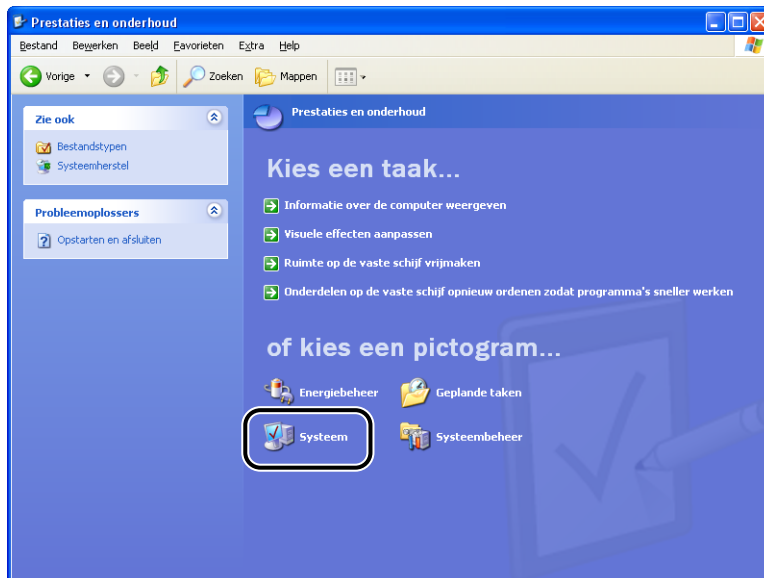 Prestaties en onderhoud
Bestand Bewerken Beeld Favorieten Extra Help
Vorige Zoeken Mappen
Zie ook
Bestandstypen
Systeemherstel
Probleemoplossers
Opstarten en afsluiten
Prestaties en onderhoud
Kies een taak...
Informatie over de computer weergeven
Visuele effecten aanpassen
Ruimte op de vaste schijf vrijmaken
Onderdelen op de vaste schijf opnieuw ordenen zodat programma's sneller werken
of kies een pictogram...
Energiebeheer Geplande taken
Systeem Systeembeheer